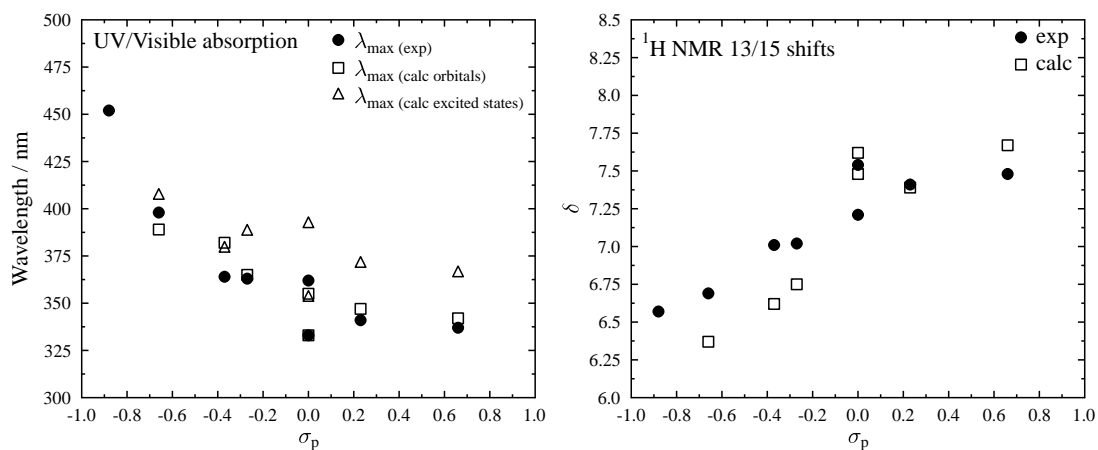 UV/Visible absorption
λmax (exp)
λmax (calc orbitals)
λmax (calc excited states)
500
475
450
425
400
375
350
325
300
Wavelength / nm
-1.0 -0.8 -0.6 -0.4 -0.2 0.0 0.2 0.4 0.6 0.8 1.0
σp
1H NMR 13/15 shifts
exp
calc
8.5
8.25
8.0
7.75
7.5
7.25
7.0
6.75
6.5
6.25
6.0
δ
-1.0 -0.8 -0.6 -0.4 -0.2 0.0 0.2 0.4 0.6 0.8 1.0
σp